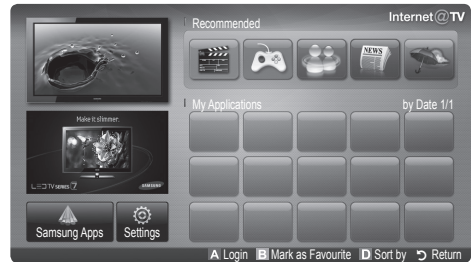 Internet@TV
Recommended
NEWS
My Applications by Date 1/1
Make it slimmer.
LED TV SERIES 7 SAMSUNG
Samsung Apps Settings
A Login B Mark as Favourite D Sort by Return